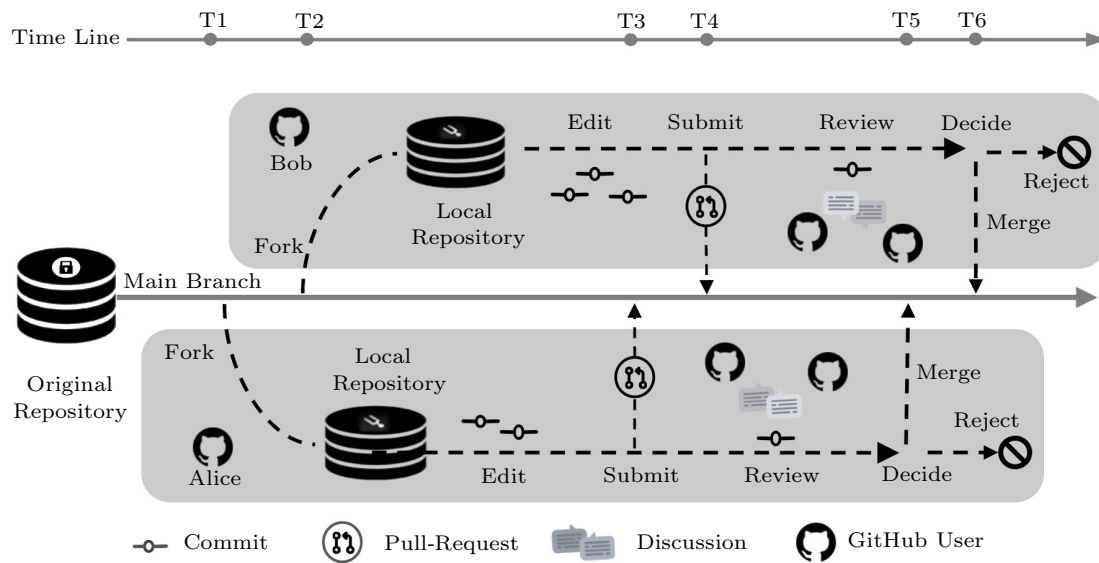 T1 T2 T3 T4 T5 T6
Time Line
Edit Submit Review Decide
Bob
Reject
Local
Repository
Merge
Fork
Main Branch
Fork
Local
Repository
Merge
Original
Repository
Reject
Alice
Edit Submit Review Decide
Commit Pull-Request Discussion GitHub User